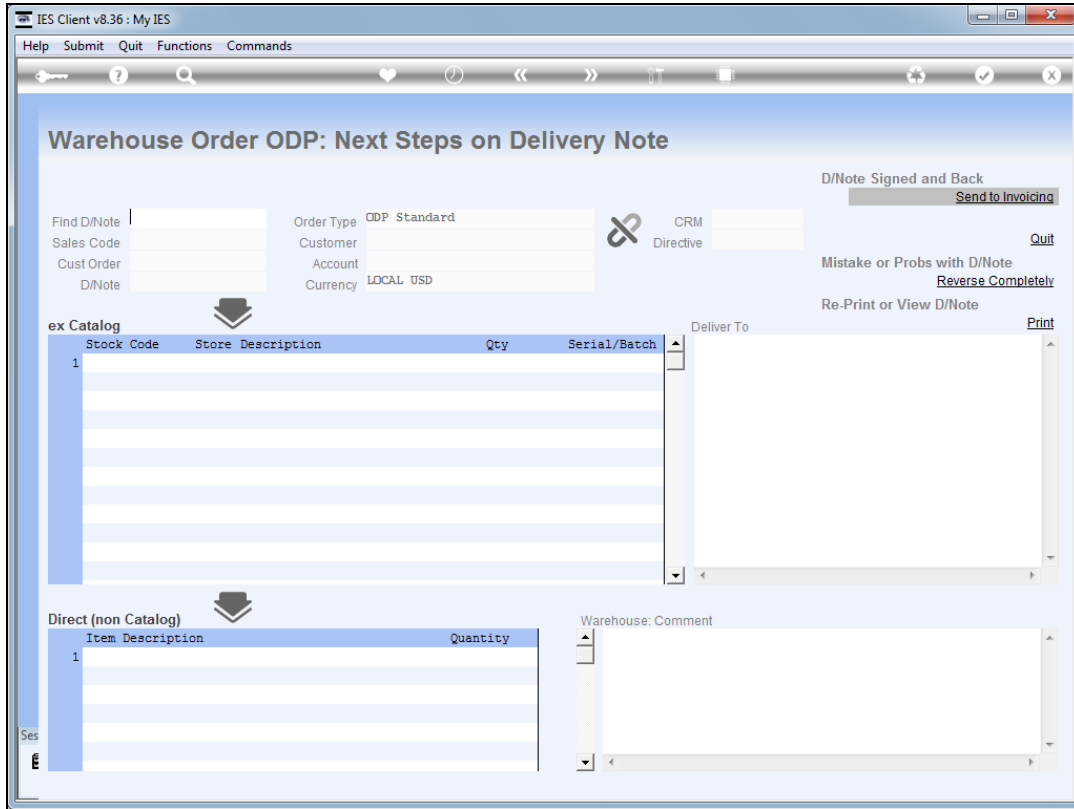 IES Client v8.36 : My IES
Help Submit Quit Functions Commands
Warehouse Order ODP: Next Steps on Delivery Note
D/Note Signed and Back
Send to Invoicing
Find D/Note Order Type ODP Standard CRM
Sales Code Customer Directive Quit
Cust Order Account Mistake or Probs with D/Note
D/Note Currency LOCAL USD Reverse Completely
Re-Print or View D/Note
ex Catalog Deliver To Print
Stock Code Store Description Qty Serial/Batch
1
Direct (non Catalog) Warehouse: Comment
Item Description Quantity
1
Ses